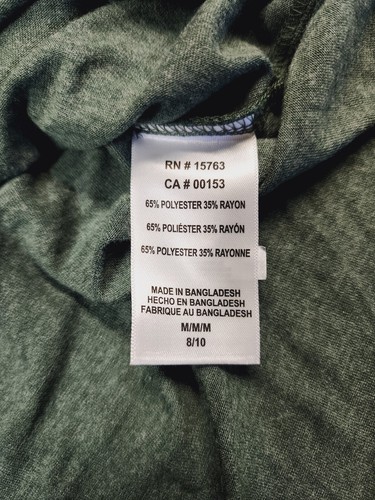 RN # 15763
CA # 00153
65% POLYESTER 35% RAYON
65% POLIÉSTER 35% RAYÓN
65% POLYESTER 35% RAYONNE
MADE IN BANGLADESH
HECHO EN BANGLADESH
FABRIQUE AU BANGLADESH
M/M/M
8/10